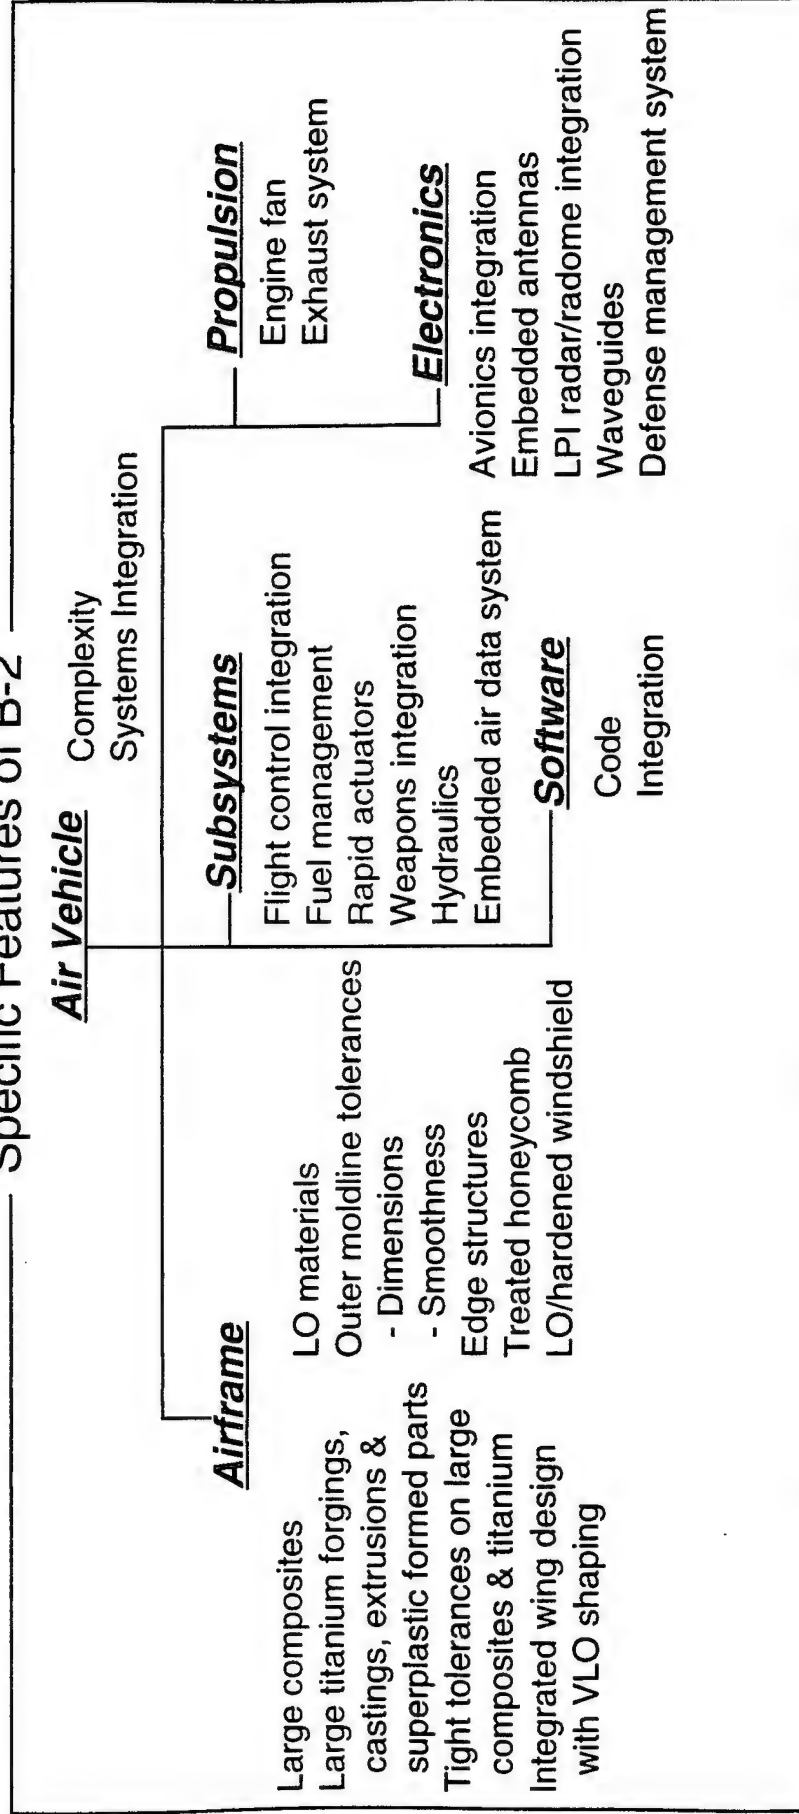 Specific Features of B-2
Air Vehicle
Complexity
Systems Integration
Airframe
Large composites
Large titanium forgings,
castings, extrusions &
superplastic formed parts
Tight tolerances on large
composites & titanium
Integrated wing design
with VLO shaping
LO materials
Outer moldline tolerances
- Dimensions
- Smoothness
Edge structures
Treated honeycomb
LO/hardened windshield
Subsystems
Flight control integration
Fuel management
Rapid actuators
Weapons integration
Hydraulics
Embedded air data system
Software
Code
Integration
Propulsion
Engine fan
Exhaust system
Electronics
Avionics integration
Embedded antennas
LPI radar/radome integration
Waveguides
Defense management system